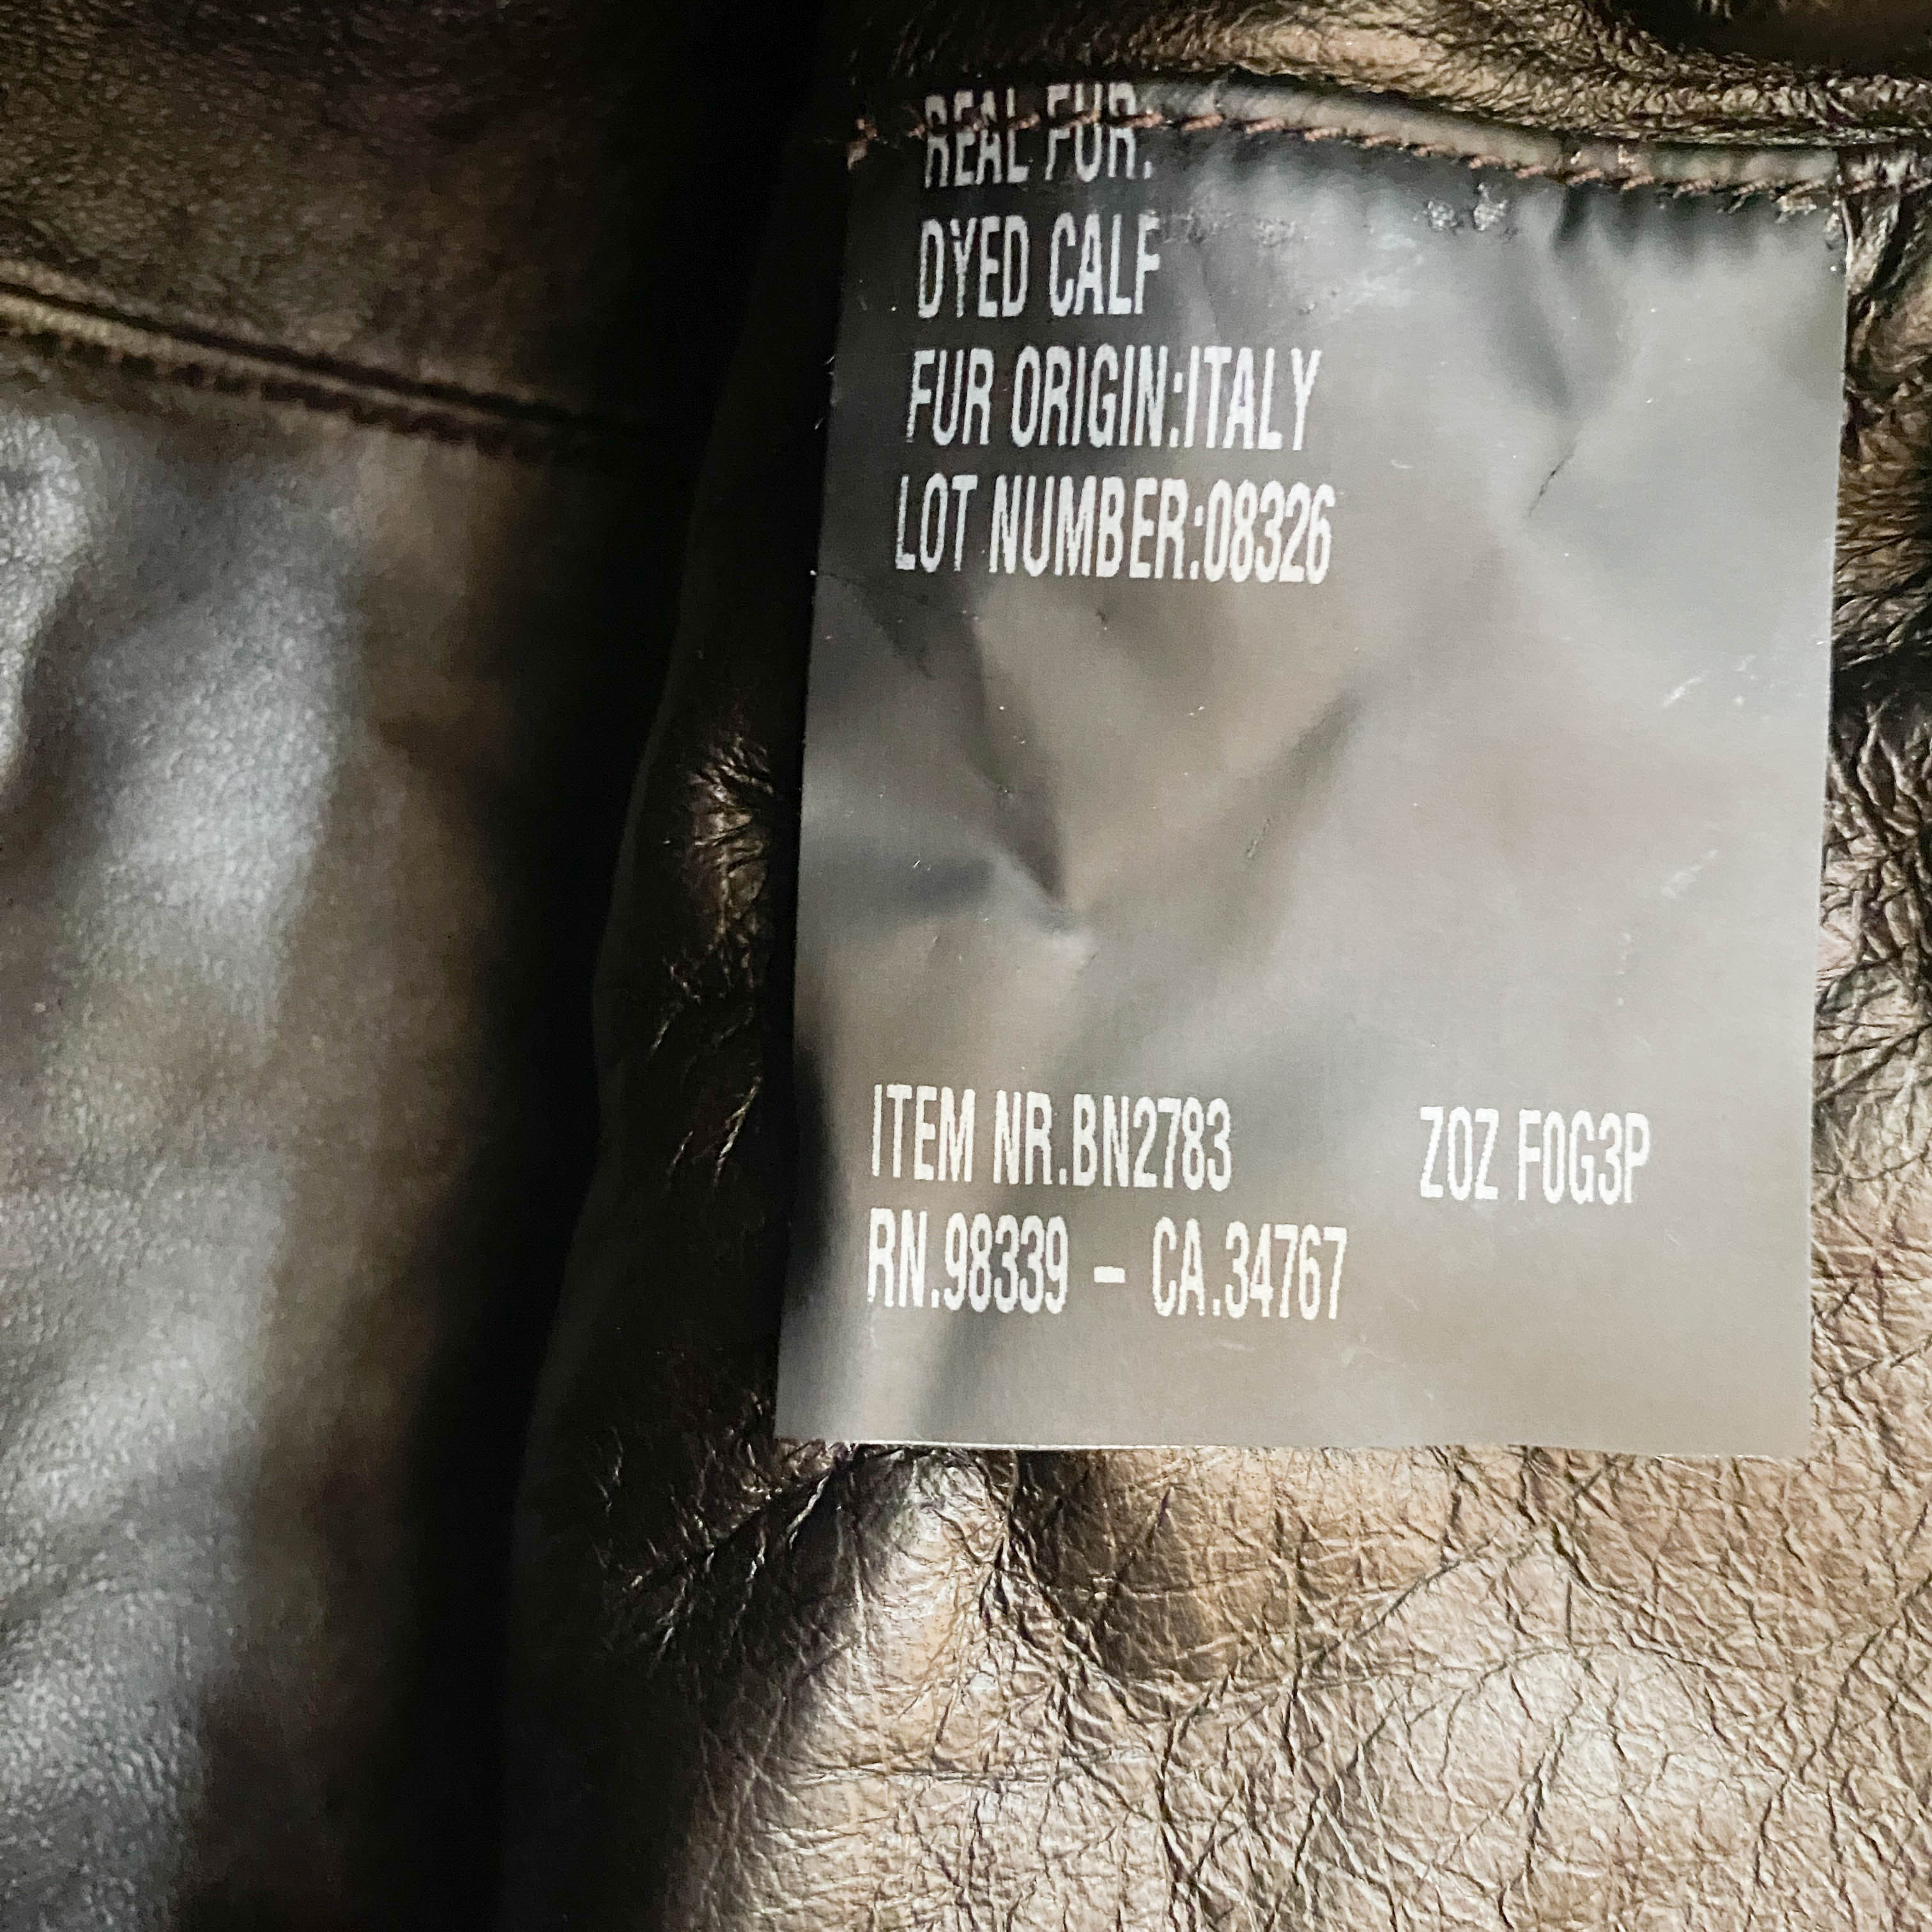 REAL FUR:
DYED CALF
FUR ORIGIN:ITALY
LOT NUMBER:08326
ITEM NR.BN2783 ZOZ F0G3P
RN.98339 – CA.34767